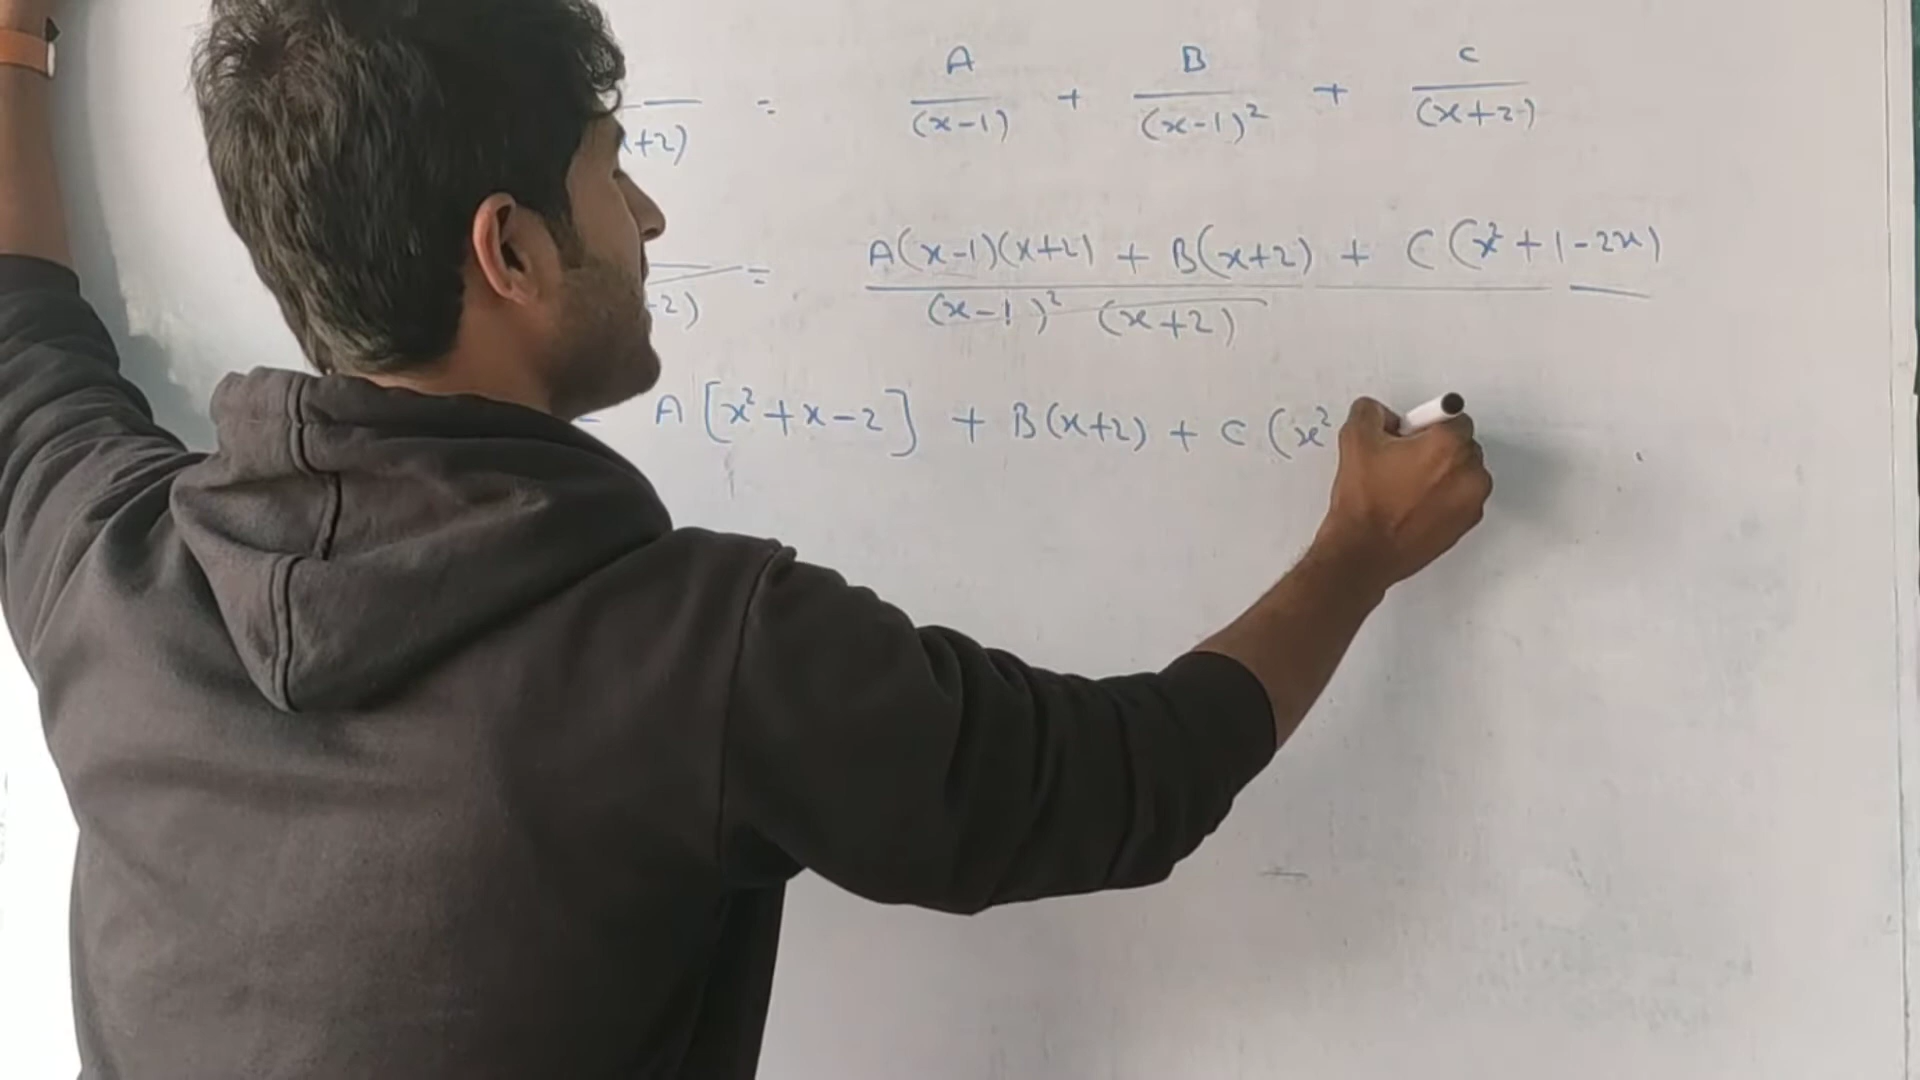 A B C
x+2) = (x-1) + (x-1)² + (x+2)
A(x-1)(x+2) + B(x+2) + C(x²+1-2x)
2) = (x-1)² (x+2)
= A[x²+x-2] + B(x+2) + C(x²